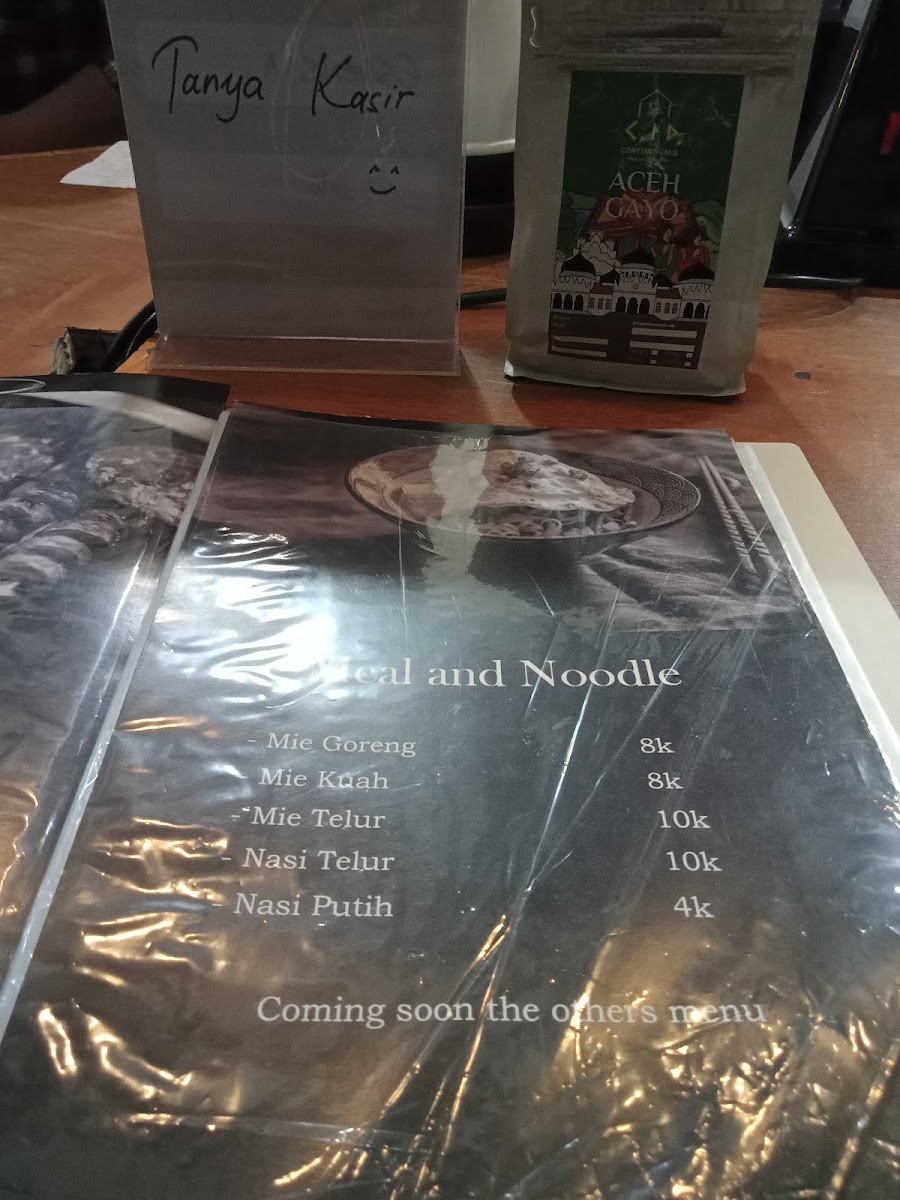 Tanya Kasir
CONTINENTALS
ACEH
GAYO
Meal and Noodle
- Mie Goreng 8k
- Mie Kuah 8k
- Mie Telur 10k
- Nasi Telur 10k
- Nasi Putih 4k
Coming soon the others menu